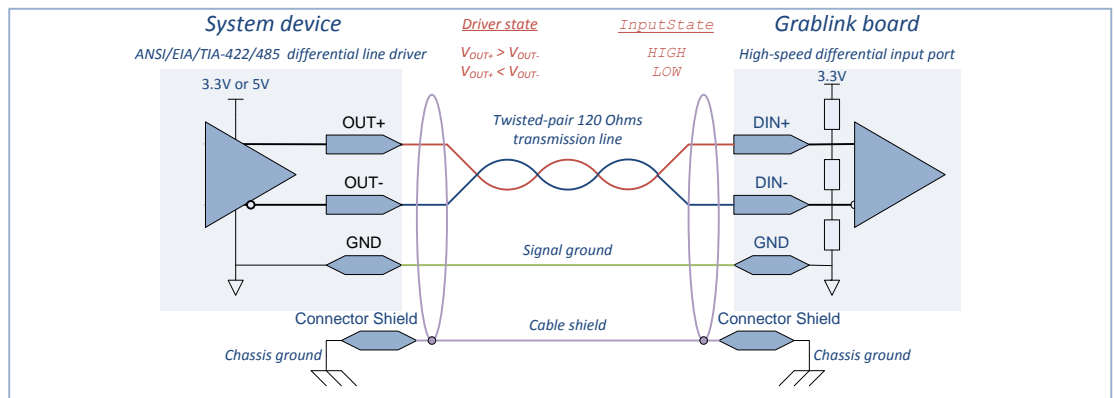 System device
ANSI/EIA/TIA-422/485 differential line driver
3.3V or 5V
Driver state
VOUT+ > VOUT-
VOUT+ < VOUT-
InputState
HIGH
LOW
Grablink board
High-speed differential input port
3.3V
OUT+
Twisted-pair 120 Ohms
transmission line
DIN+
OUT-
DIN-
GND
Signal ground
GND
Connector Shield
Cable shield
Connector Shield
Chassis ground
Chassis ground